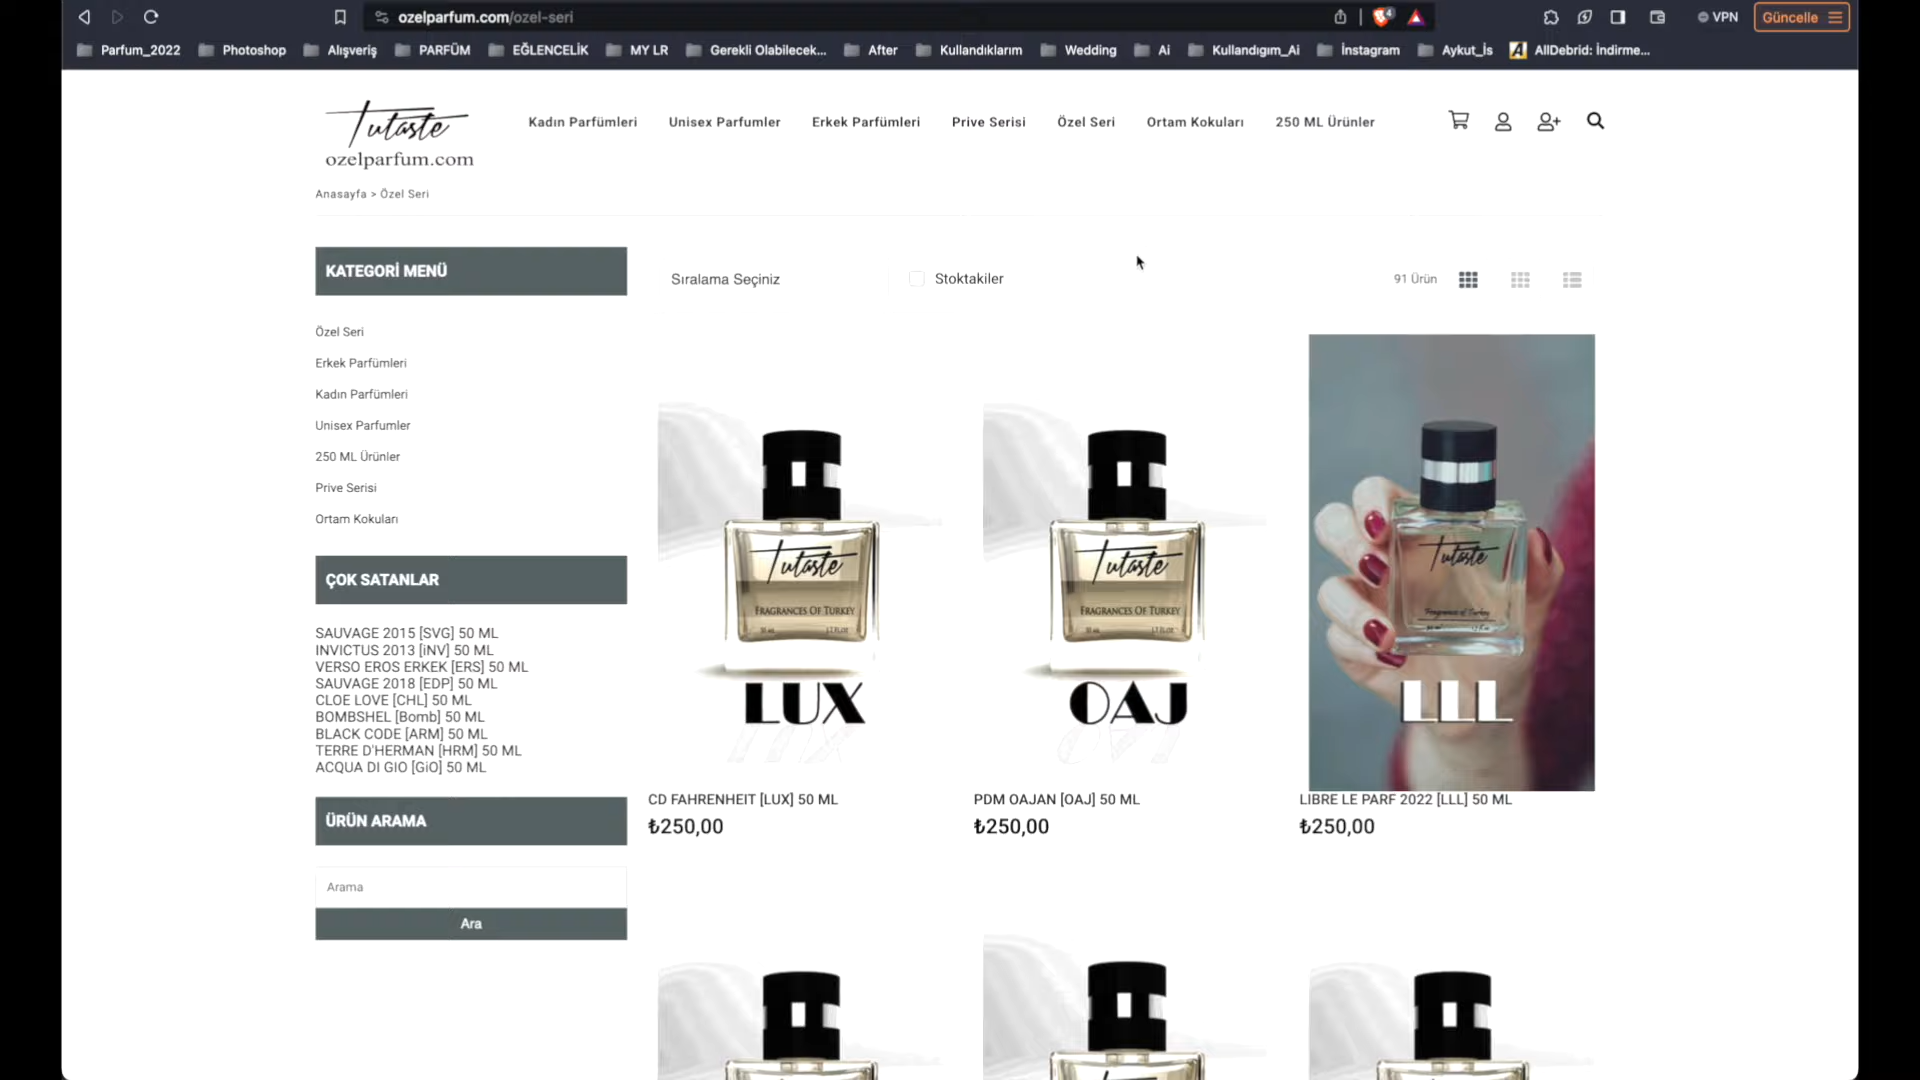 ozelparfum.com/ozel-seri
4
VPN
Güncelle
Parfum_2022
Photoshop
Alışveriş
PARFÜM
EĞLENCELİK
MY LR
Gerekli Olabilecek...
After
Kullandıklarım
Wedding
Ai
Kullandıgım_Ai
İnstagram
Aykut_İs
AllDebrid: İndirme...
Tutaste
ozelparfum.com
Kadın Parfümleri
Unisex Parfumler
Erkek Parfümleri
Prive Serisi
Özel Seri
Ortam Kokuları
250 ML Ürünler
Anasayfa > Özel Seri
KATEGORİ MENÜ
Özel Seri
Erkek Parfümleri
Kadın Parfümleri
Unisex Parfumler
250 ML Ürünler
Prive Serisi
Ortam Kokuları
ÇOK SATANLAR
SAUVAGE 2015 [SVG] 50 ML
INVICTUS 2013 [iNV) 50 ML
VERSO EROS ERKEK [ERS] 50 ML
SAUVAGE 2018 [EDP] 50 ML
CLOE LOVE [CHL] 50 ML
BOMBSHEL [Bomb] 50 ML
BLACK CODE [ARM] 50 ML
TERRE D'HERMAN [HRM] 50 ML
ACQUA DI GIO [GiO] 50 ML
ÜRÜN ARAMA
Arama
Ara
Sıralama Seçiniz
Stoktakiler
91 Ürün
Tutaste
FRAGRANCES OF TURKEY
LUX
CD FAHRENHEIT [LUX] 50 ML
₺250,00
Tutaste
FRAGRANCES OF TURKEY
OAJ
PDM OAJAN [OAJ] 50 ML
₺250,00
Tutaste
Fragrances of Turkey
LLL
LIBRE LE PARF 2022 [LLL] 50 ML
₺250,00